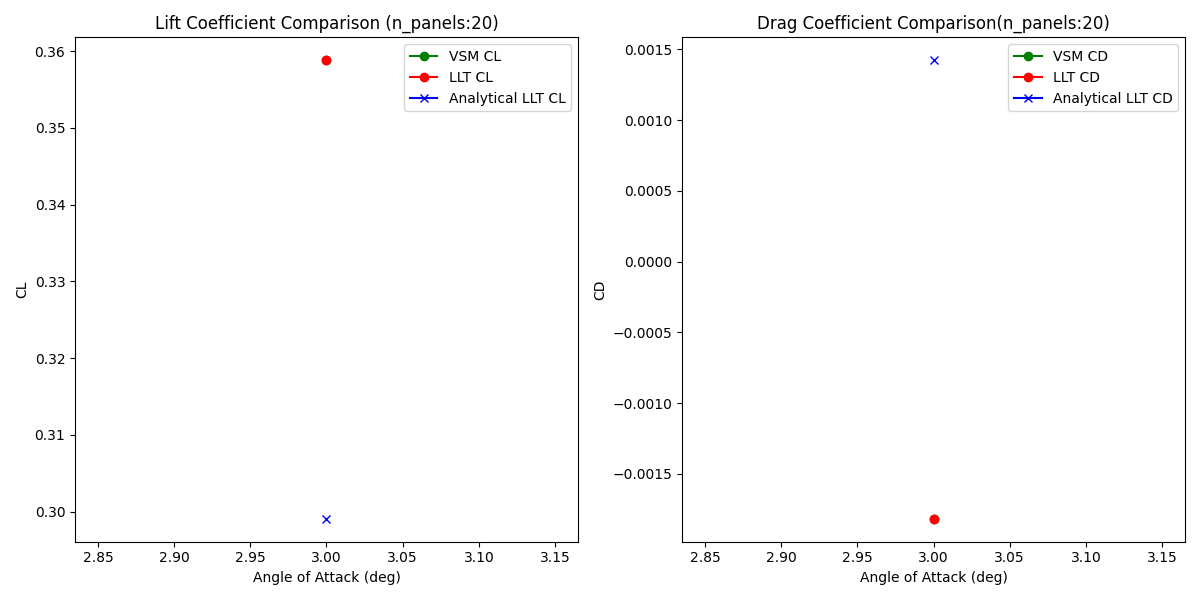 Lift Coefficient Comparison (n_panels:20)
VSM CL
LLT CL
Analytical LLT CL
0.36
0.35
0.34
0.33
0.32
0.31
0.30
CL
2.85 2.90 2.95 3.00 3.05 3.10 3.15
Angle of Attack (deg)
Drag Coefficient Comparison(n_panels:20)
VSM CD
LLT CD
Analytical LLT CD
0.0015
0.0010
0.0005
0.0000
−0.0005
−0.0010
−0.0015
CD
2.85 2.90 2.95 3.00 3.05 3.10 3.15
Angle of Attack (deg)